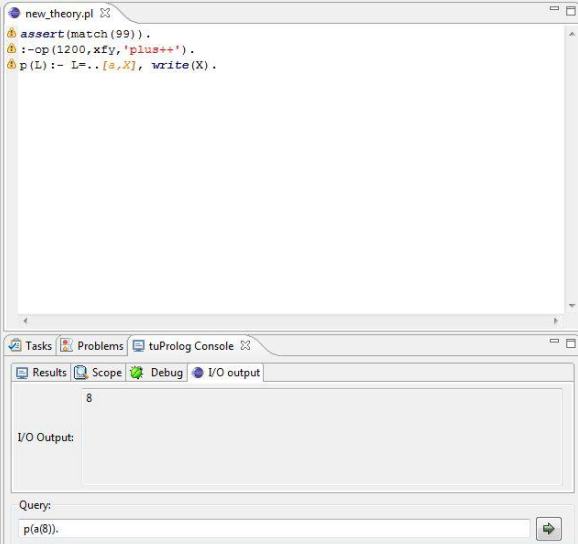 new_theory.pl
assert(match(99)).
:-op(1200,xfy,'plus++').
p(L):- L=..[a,X], write(X).
Tasks Problems tuProlog Console
Results Scope Debug I/O output
8
I/O Output:
Query:
p(a(8)).